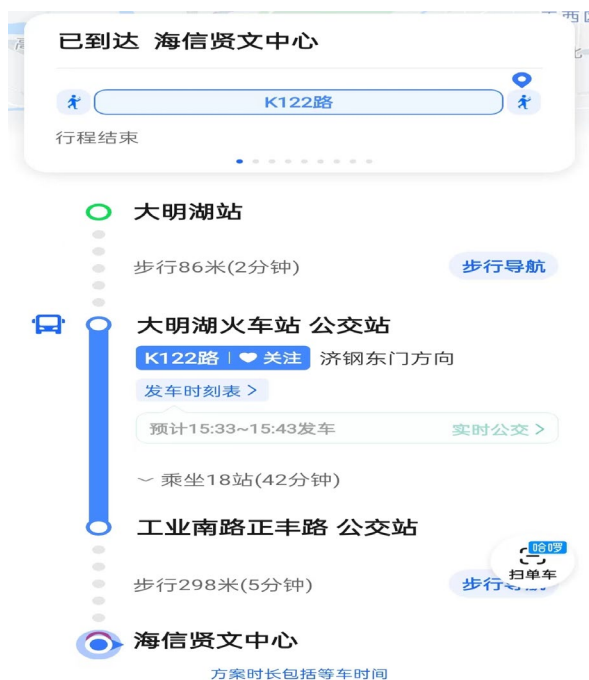 已到达 海信贤文中心
K122路
行程结束
大明湖站
步行86米(2分钟)
步行导航
大明湖火车站 公交站
K122路 关注 济钢东门方向
发车时刻表 >
预计15:33~15:43发车
实时公交 >
乘坐18站(42分钟)
工业南路正丰路 公交站
哈啰
扫单车
步行298米(5分钟)
步行导航
海信贤文中心
方案时长包括等车时间